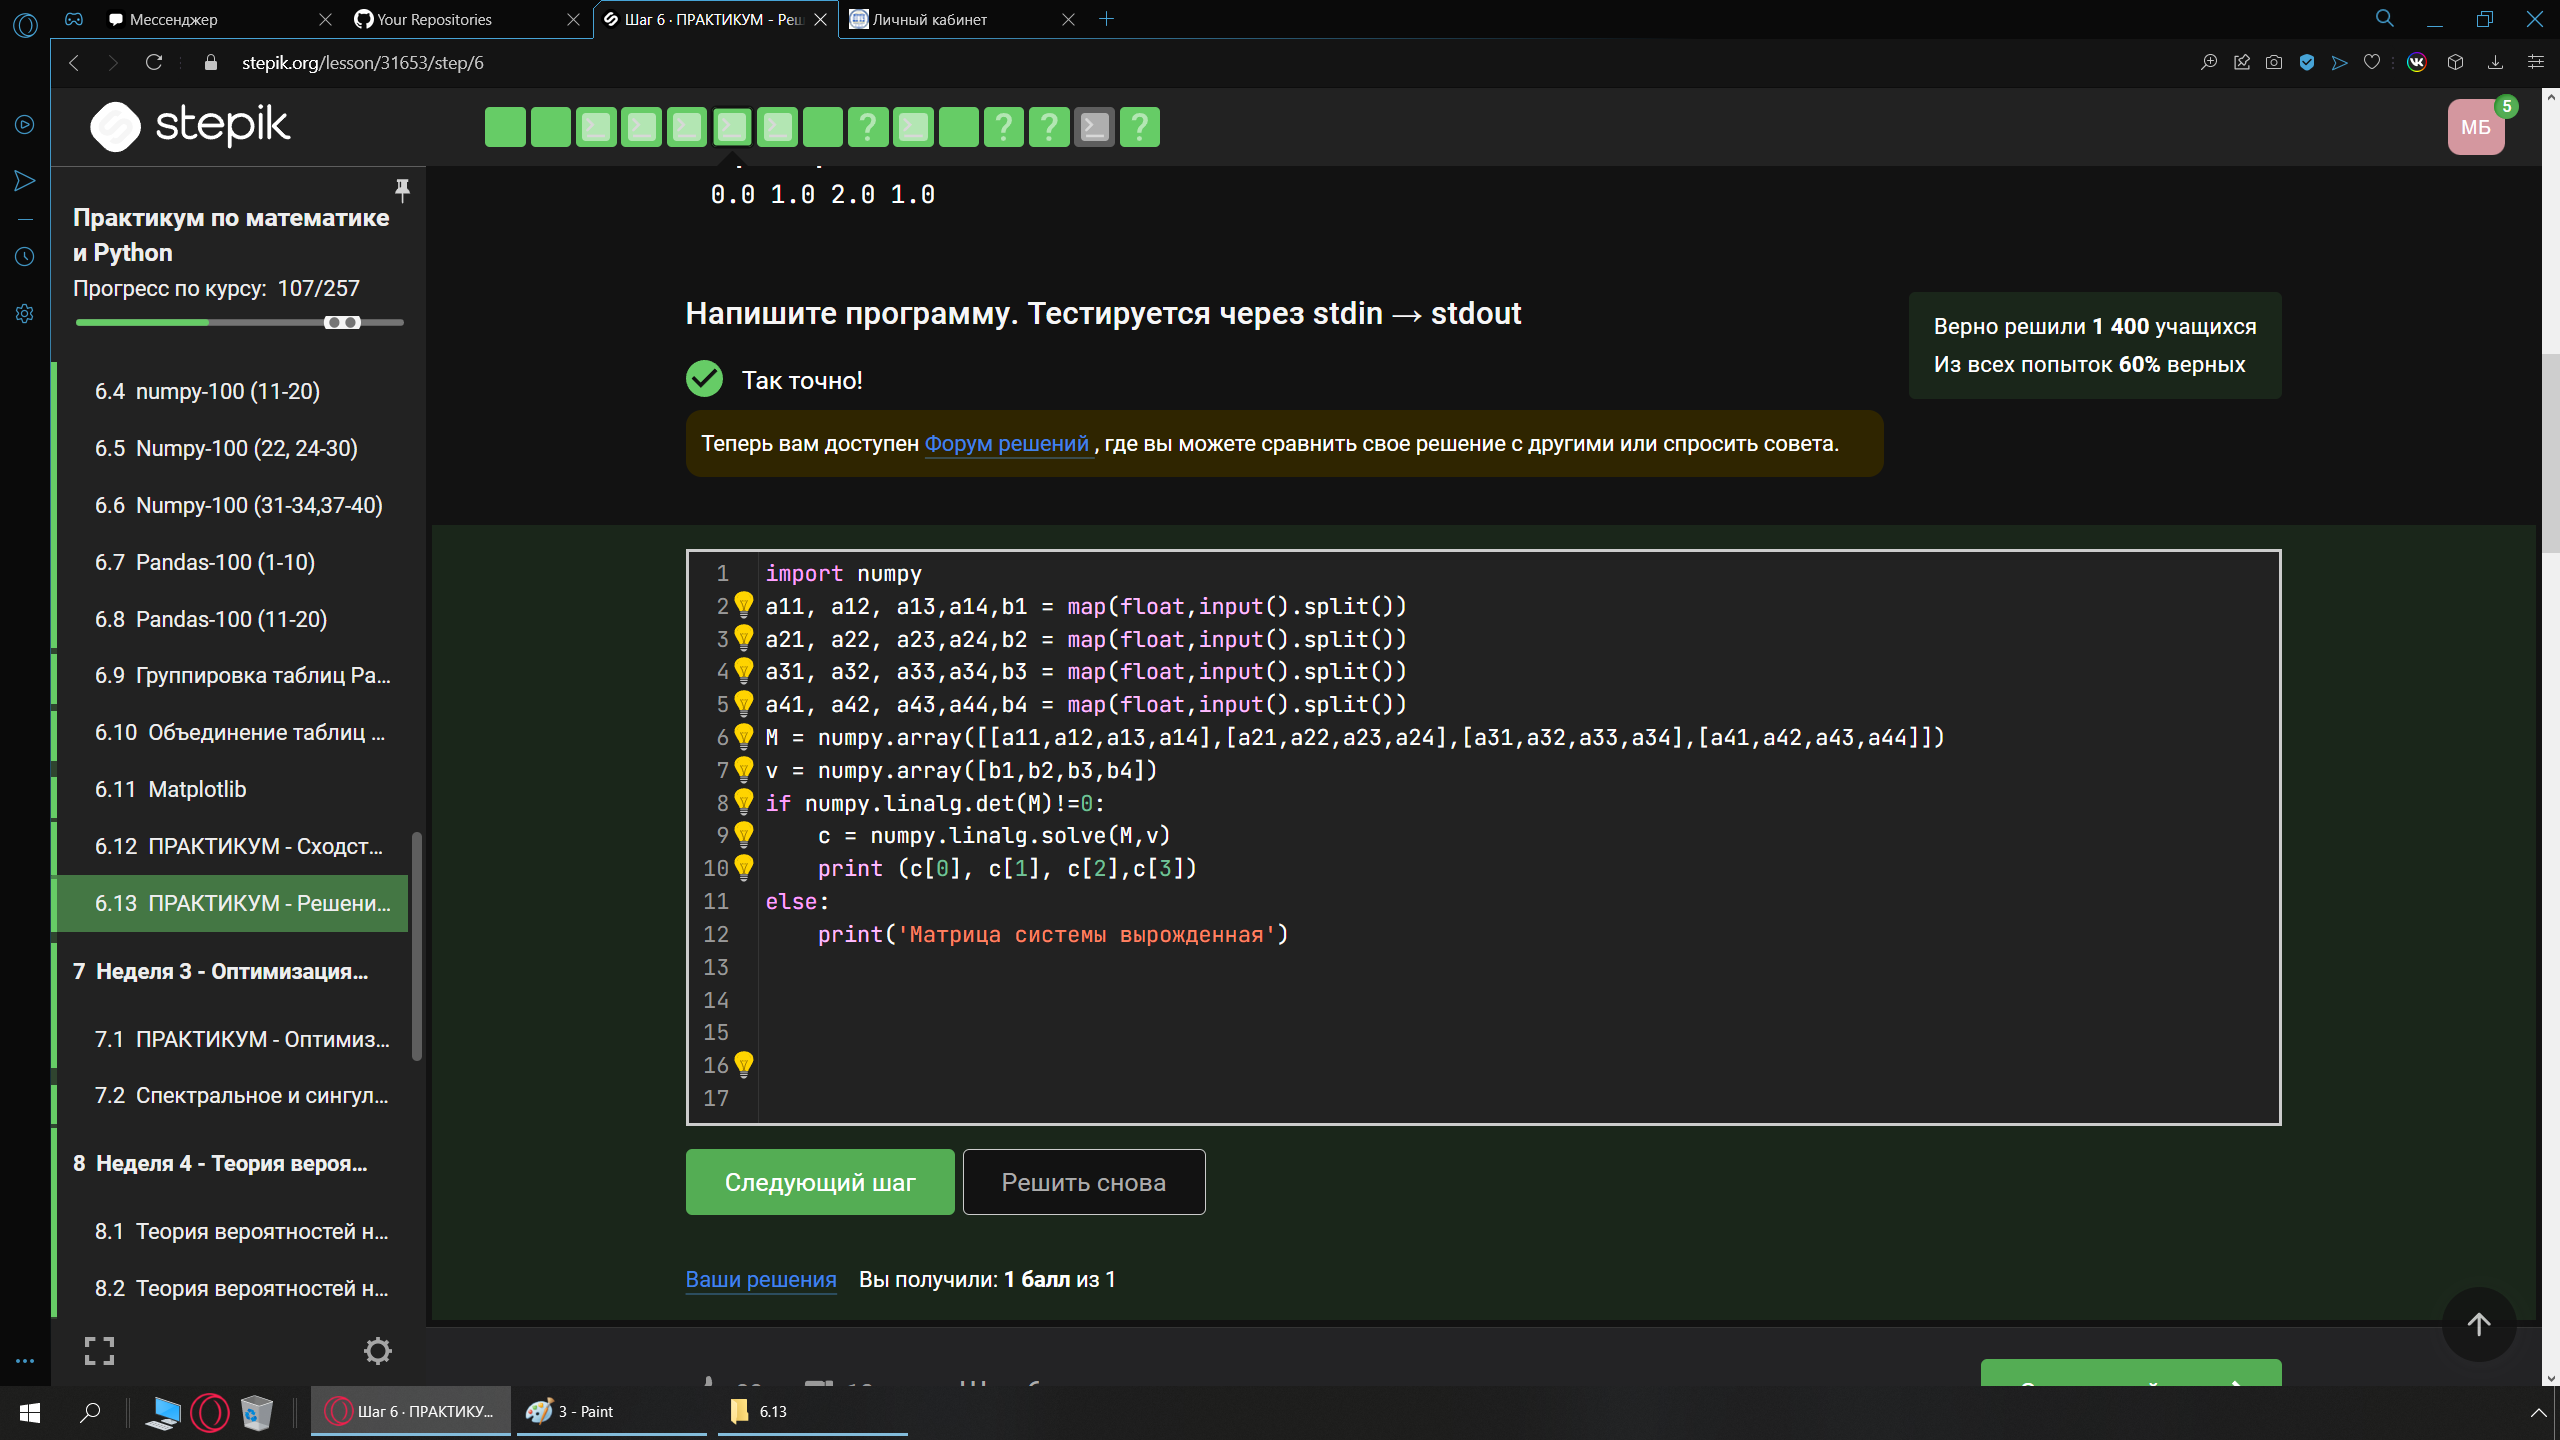 Мессенджер
Your Repositories
Шаг 6 · ПРАКТИКУМ - Реш
Личный кабинет
stepik.org/lesson/31653/step/6
stepik
? ? ? ?
МБ
5
Практикум по математике
и Python
Прогресс по курсу: 107/257
6.4 numpy-100 (11-20)
6.5 Numpy-100 (22, 24-30)
6.6 Numpy-100 (31-34,37-40)
6.7 Pandas-100 (1-10)
6.8 Pandas-100 (11-20)
6.9 Группировка таблиц Pa...
6.10 Объединение таблиц ...
6.11 Matplotlib
6.12 ПРАКТИКУМ - Сходст...
6.13 ПРАКТИКУМ - Решени...
7 Неделя 3 - Оптимизация...
7.1 ПРАКТИКУМ - Оптимиз...
7.2 Спектральное и сингул...
8 Неделя 4 - Теория вероя...
8.1 Теория вероятностей н...
8.2 Теория вероятностей н...
0.0 1.0 2.0 1.0
Напишите программу. Тестируется через stdin → stdout
Верно решили 1 400 учащихся
Из всех попыток 60% верных
Так точно!
Теперь вам доступен Форум решений , где вы можете сравнить свое решение с другими или спросить совета.
1 import numpy
2 a11, a12, a13,a14,b1 = map(float,input().split())
3 a21, a22, a23,a24,b2 = map(float,input().split())
4 a31, a32, a33,a34,b3 = map(float,input().split())
5 a41, a42, a43,a44,b4 = map(float,input().split())
6 M = numpy.array([[a11,a12,a13,a14],[a21,a22,a23,a24],[a31,a32,a33,a34],[a41,a42,a43,a44]])
7 v = numpy.array([b1,b2,b3,b4])
8 if numpy.linalg.det(M)!=0:
9     c = numpy.linalg.solve(M,v)
10     print (c[0], c[1], c[2],c[3])
11 else:
12     print('Матрица системы вырожденная')
13
14
15
16
17
Следующий шаг
Решить снова
Ваши решения Вы получили: 1 балл из 1
Шаг 6 · ПРАКТИКУ...
3 - Paint
6.13